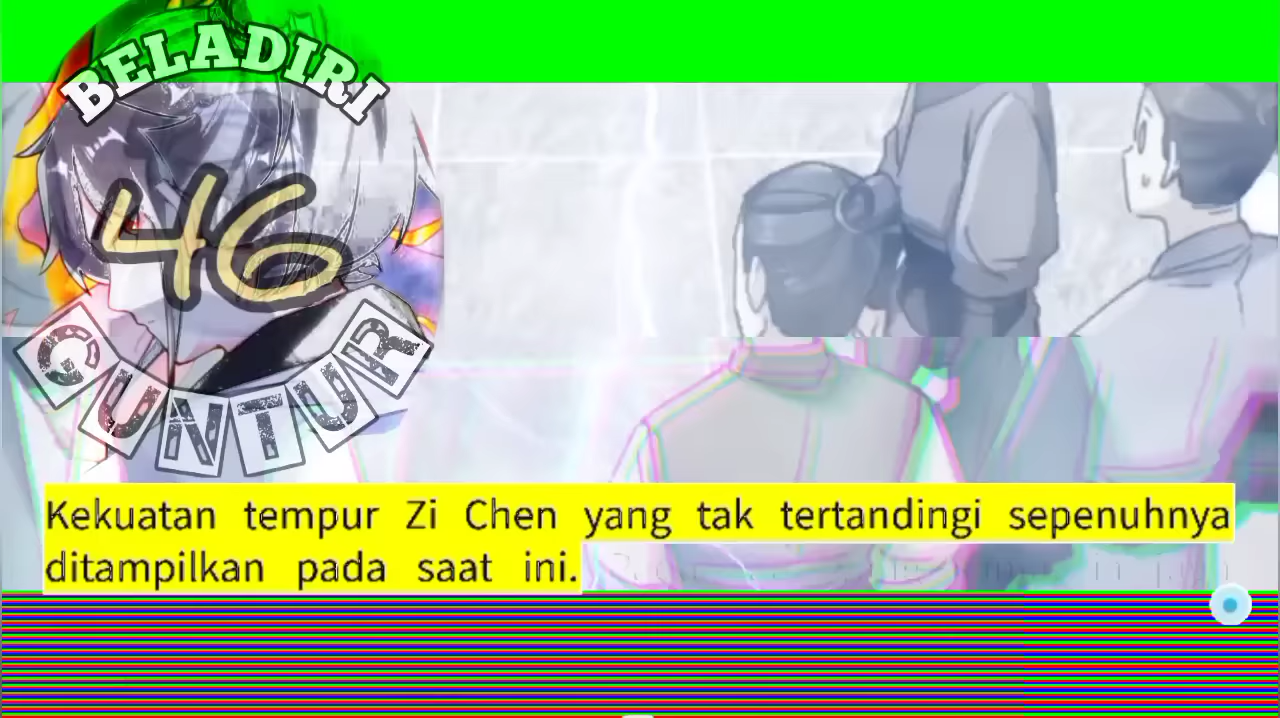 BELADIRI
46
GUNTUR
Kekuatan tempur Zi Chen yang tak tertandingi sepenuhnya
ditampilkan pada saat ini.